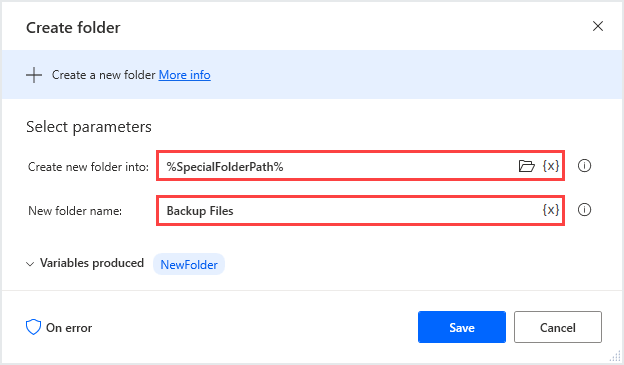 Create folder
Create a new folder More info
Select parameters
Create new folder into: %SpecialFolderPath% {x}
New folder name: Backup Files {x}
Variables produced NewFolder
On error Save Cancel